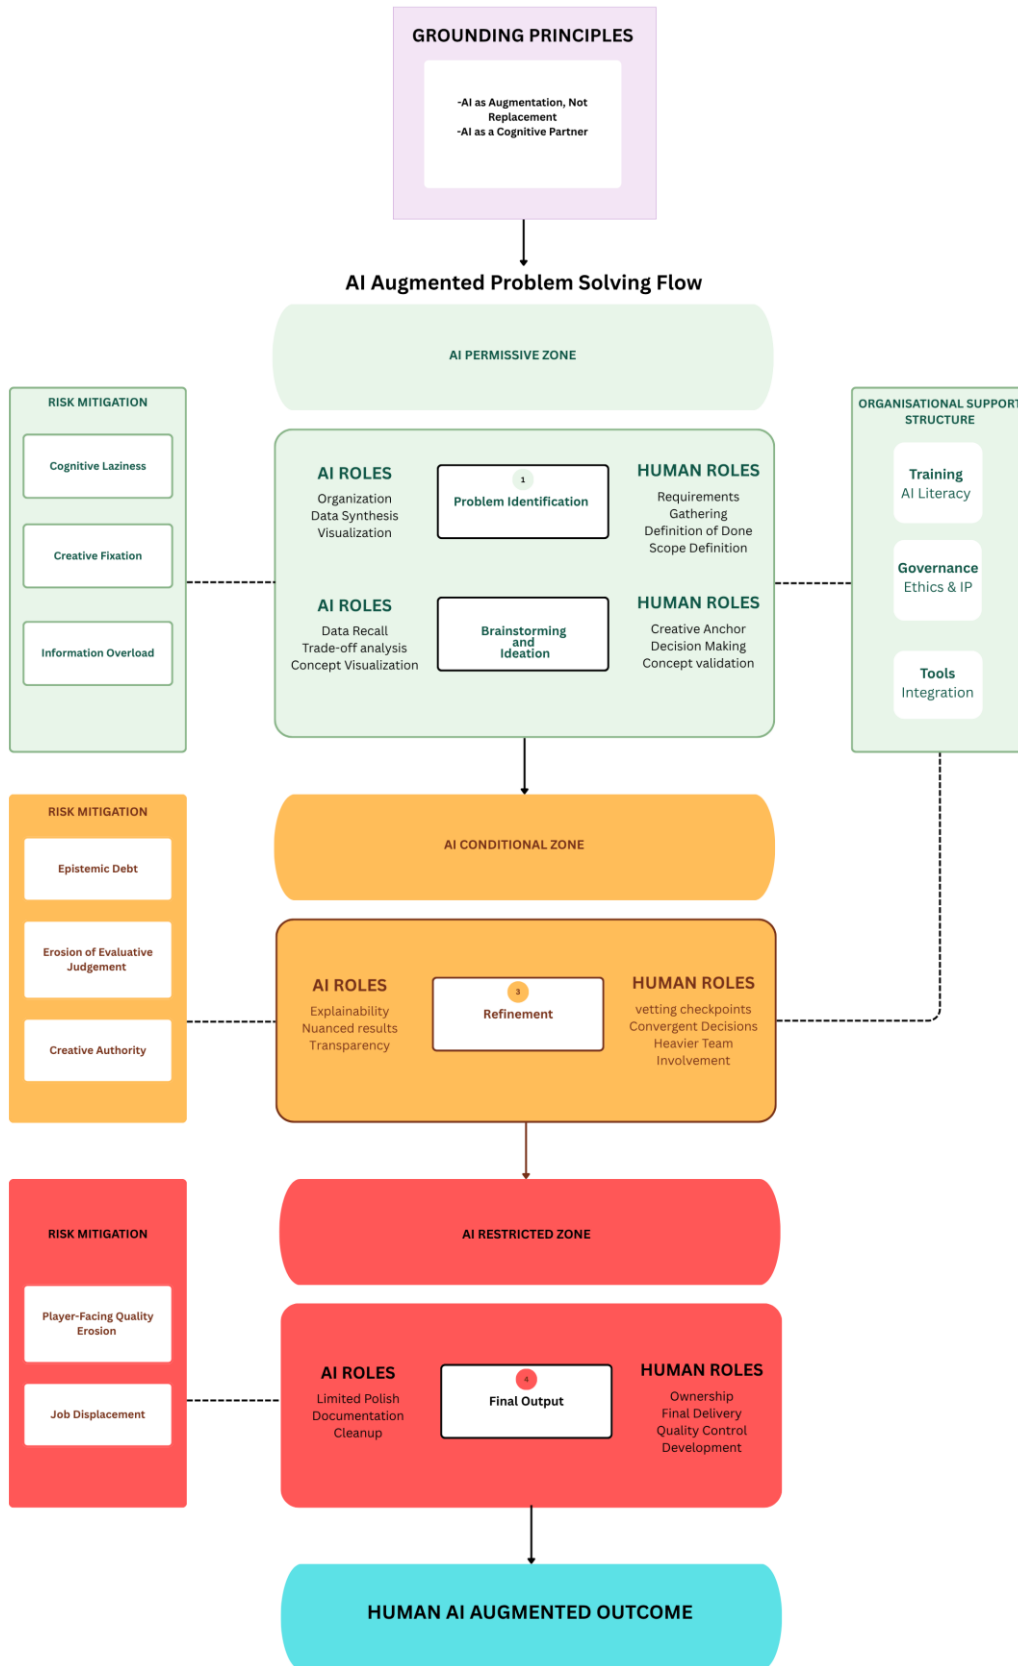 GROUNDING PRINCIPLES
-AI as Augmentation, Not
Replacement
-AI as a Cognitive Partner
AI Augmented Problem Solving Flow
AI PERMISSIVE ZONE
RISK MITIGATION
Cognitive Laziness
Creative Fixation
Information Overload
AI ROLES
Organization
Data Synthesis
Visualization
1
Problem Identification
HUMAN ROLES
Requirements
Gathering
Definition of Done
Scope Definition
AI ROLES
Data Recall
Trade-off analysis
Concept Visualization
Brainstorming
and
Ideation
HUMAN ROLES
Creative Anchor
Decision Making
Concept validation
ORGANISATIONAL SUPPORT
STRUCTURE
Training
AI Literacy
Governance
Ethics & IP
Tools
Integration
AI CONDITIONAL ZONE
RISK MITIGATION
Epistemic Debt
Erosion of Evaluative
Judgement
Creative Authority
AI ROLES
Explainability
Nuanced results
Transparency
3
Refinement
HUMAN ROLES
vetting checkpoints
Convergent Decisions
Heavier Team
Involvement
AI RESTRICTED ZONE
RISK MITIGATION
Player-Facing Quality
Erosion
Job Displacement
AI ROLES
Limited Polish
Documentation
Cleanup
4
Final Output
HUMAN ROLES
Ownership
Final Delivery
Quality Control
Development
HUMAN AI AUGMENTED OUTCOME